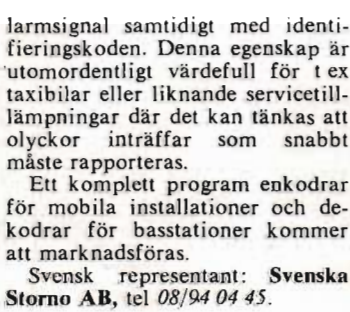 larmsignal samtidigt med identi-
fieringskoden. Denna egenskap är
utomordentligt värdefull för t ex
taxibilar eller liknande servicetill-
lämpningar där det kan tänkas att
olyckor inträffar som snabbt
måste rapporteras.
Ett komplett program enkodrar
för mobila installationer och de-
kodrar för basstationer kommer
att marknadsföras.
Svensk representant: Svenska
Storno AB, tel 08/94 04 45.